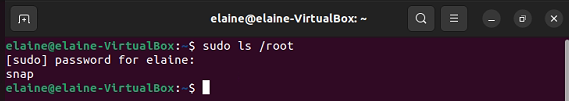 elaine@elaine-VirtualBox: ~
elaine@elaine-VirtualBox:~$ sudo ls /root
[sudo] password for elaine:
snap
elaine@elaine-VirtualBox:~$